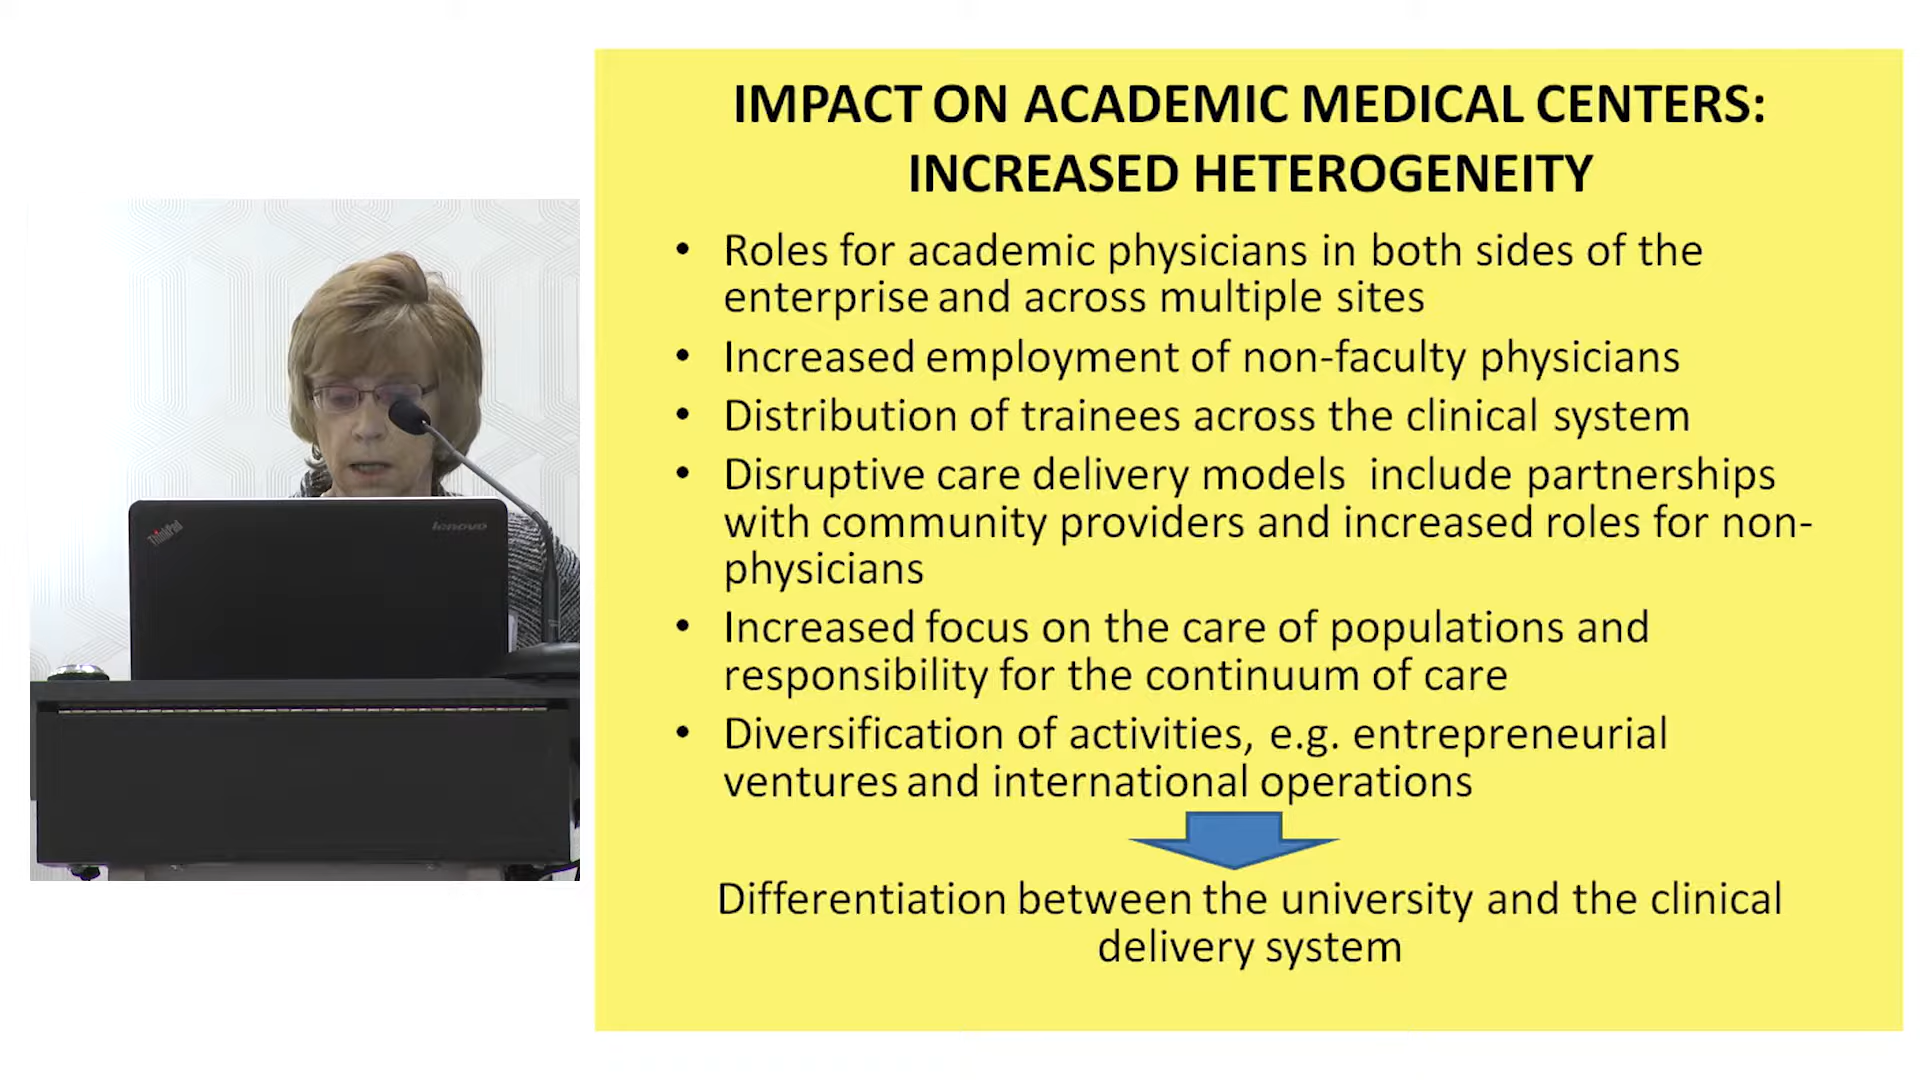 IMPACT ON ACADEMIC MEDICAL CENTERS:
INCREASED HETEROGENEITY
• Roles for academic physicians in both sides of the
enterprise and across multiple sites
• Increased employment of non-faculty physicians
• Distribution of trainees across the clinical system
• Disruptive care delivery models include partnerships
with community providers and increased roles for non-
physicians
• Increased focus on the care of populations and
responsibility for the continuum of care
• Diversification of activities, e.g. entrepreneurial
ventures and international operations
Differentiation between the university and the clinical
delivery system
ThinkPad
lenovo